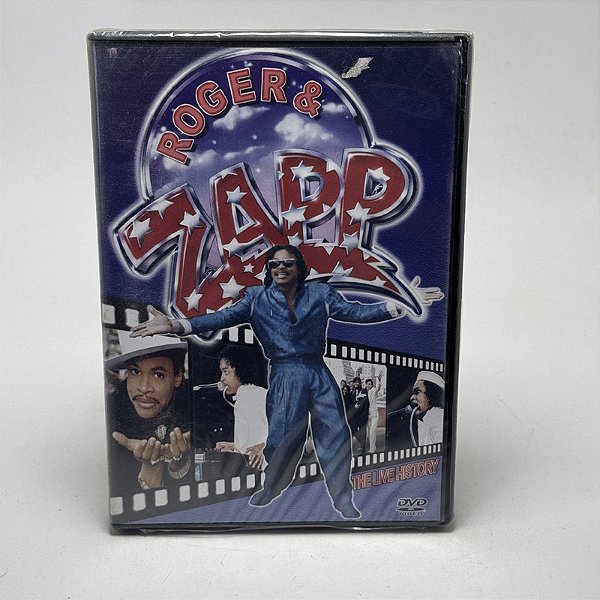 ROGER &
ZAPP
THE LIVE HISTORY
DVD
VIDEO